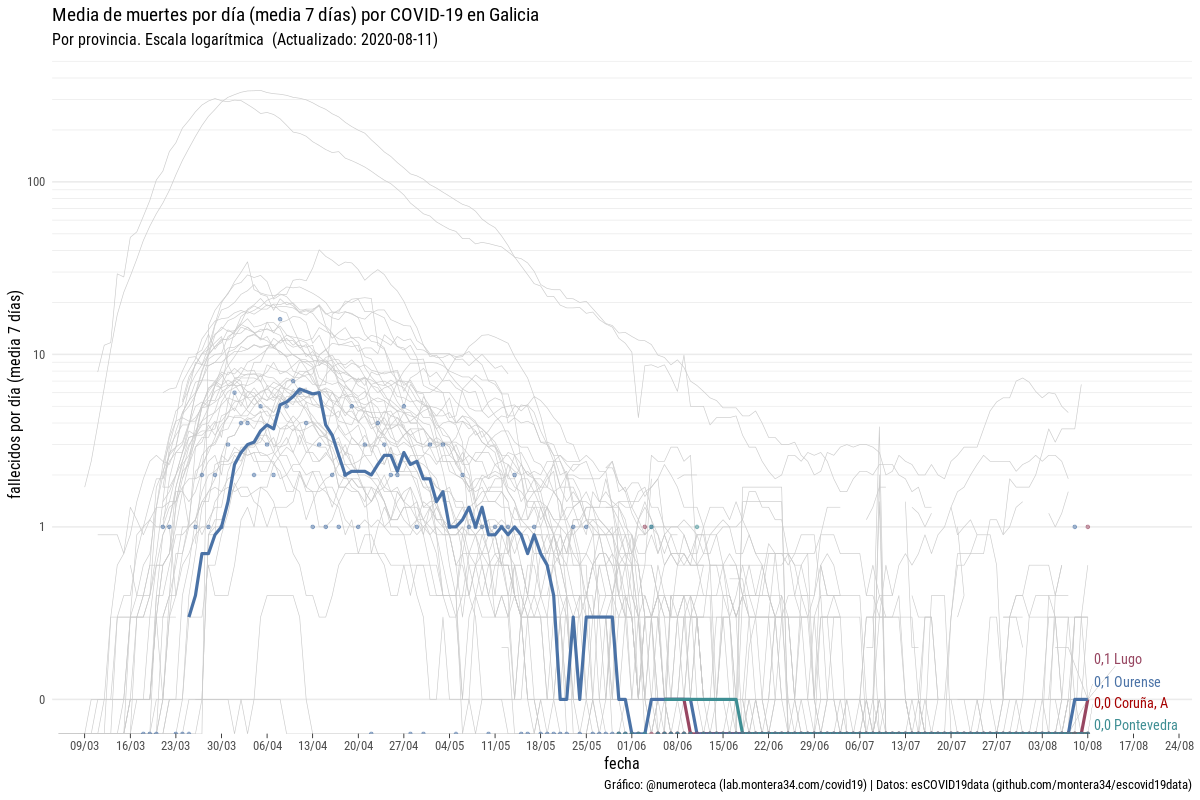 Media de muertes por día (media 7 días) por COVID-19 en Galicia
Por provincia. Escala logarítmica  (Actualizado: 2020-08-11)
fallecidos por día (media 7 días)
100
10
1
0
0,1 Lugo
0,1 Ourense
0,0 Coruña, A
0,0 Pontevedra
09/03 16/03 23/03 30/03 06/04 13/04 20/04 27/04 04/05 11/05 18/05 25/05 01/06 08/06 15/06 22/06 29/06 06/07 13/07 20/07 27/07 03/08 10/08 17/08 24/08
fecha
Gráfico: @numeroteca (lab.montera34.com/covid19) | Datos: esCOVID19data (github.com/montera34/escovid19data)